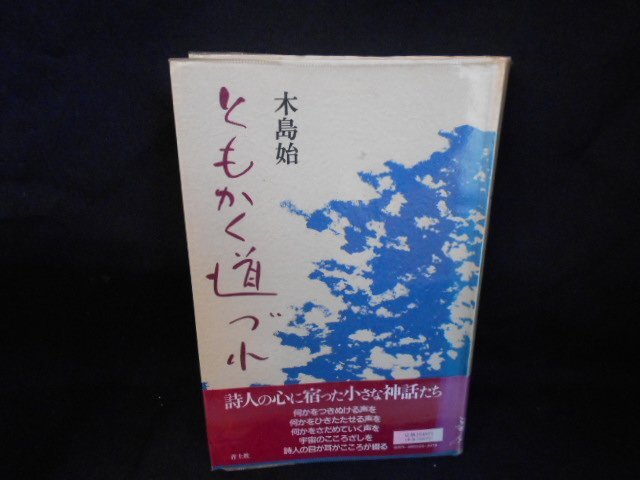 ともかく道づれ
木島始
詩人の心に宿った小さな神話たち
何かをつきぬける声を
何かをひきたたせる声を
何かをさだめていく声を
宇宙のこころざしを
詩人の目が耳がこころが綴る
青土社